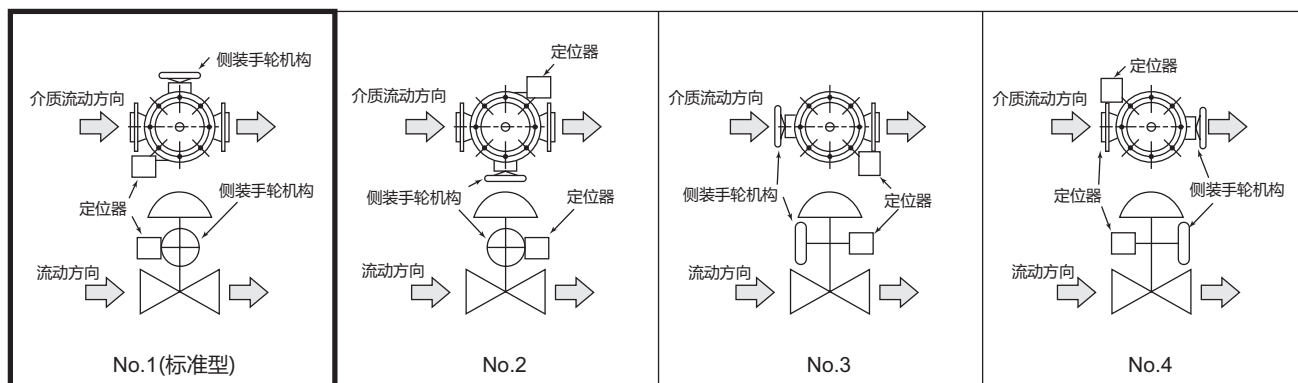 侧装手轮机构
介质流动方向
定位器
侧装手轮机构
流动方向
No.1(标准型)
定位器
介质流动方向
侧装手轮机构
定位器
流动方向
No.2
介质流动方向
侧装手轮机构
定位器
流动方向
No.3
定位器
介质流动方向
侧装手轮机构
定位器
流动方向
No.4